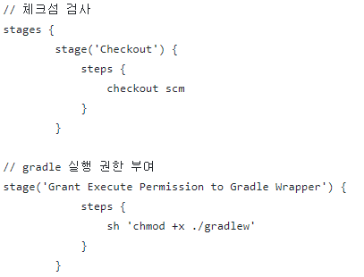 // 체크섬 검사
stages {
        stage('Checkout') {
            steps {
                checkout scm
            }
        }

// gradle 실행 권한 부여
stage('Grant Execute Permission to Gradle Wrapper') {
            steps {
                sh 'chmod +x ./gradlew'
            }
        }